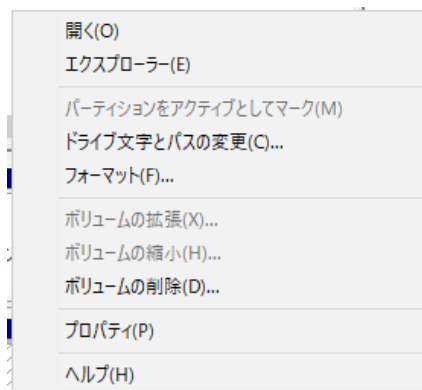 開く(O)
エクスプローラー(E)
パーティションをアクティブとしてマーク(M)
ドライブ文字とパスの変更(C)...
フォーマット(F)...
ボリュームの拡張(X)...
ボリュームの縮小(H)...
ボリュームの削除(D)...
プロパティ(P)
ヘルプ(H)